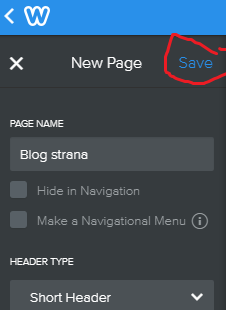 New Page Save
PAGE NAME
Blog strana
Hide in Navigation
Make a Navigational Menu
HEADER TYPE
Short Header